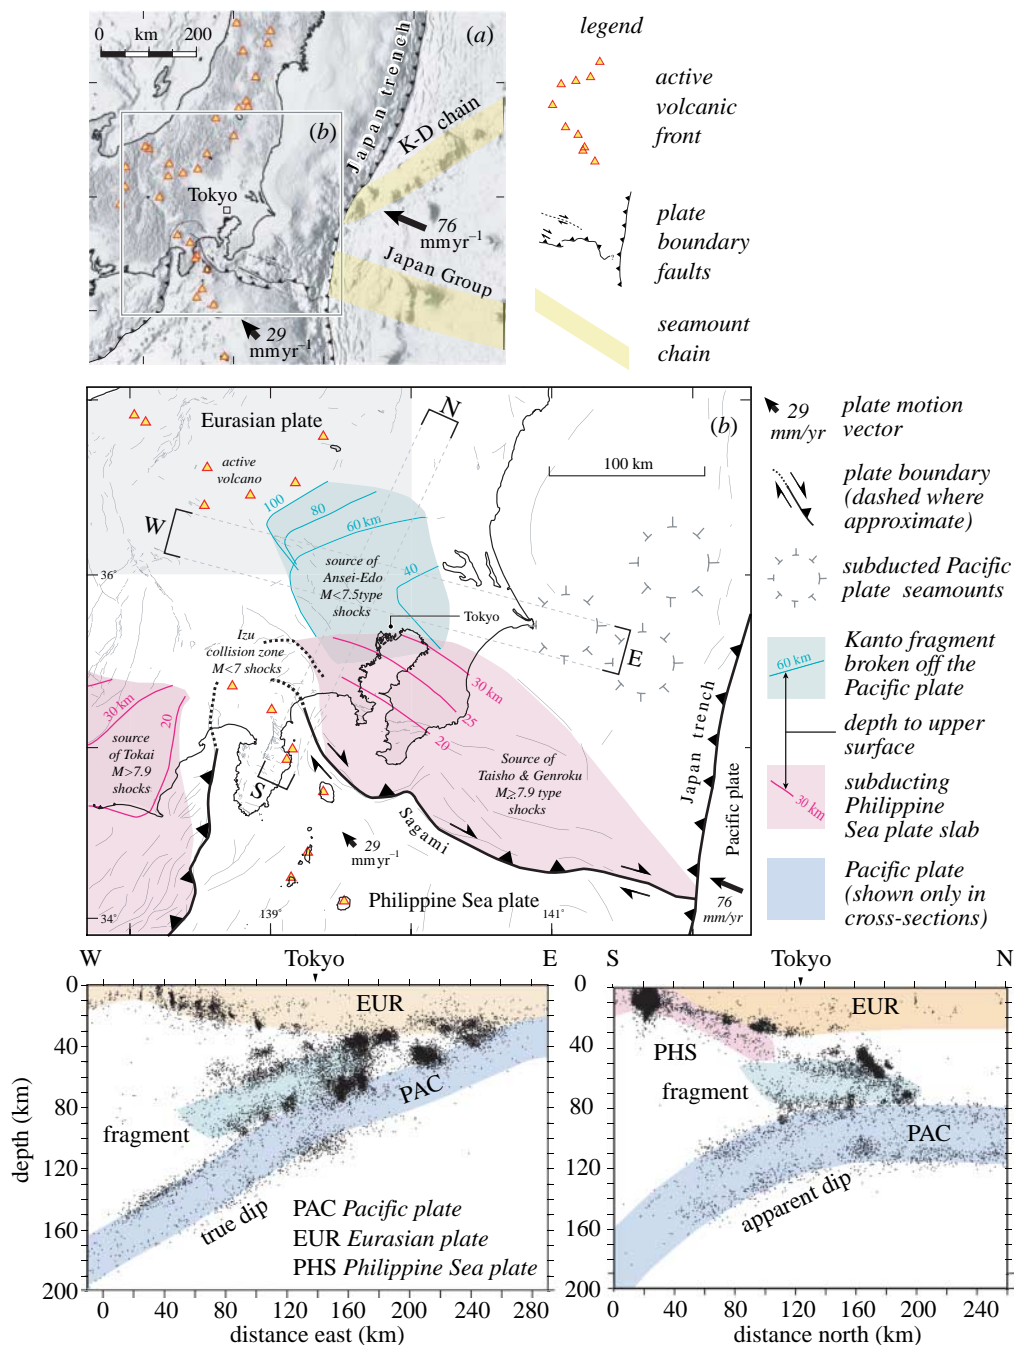 0 km 200
(a)
legend
Japan trench
K-D chain
(b)
Tokyo
76
mm yr⁻¹
Japan Group
29
mm yr⁻¹
active
volcanic
front
plate
boundary
faults
?
seamount
chain
Eurasian plate
N
(b)
active
volcano
100 km
W
100
80
60 km
40
source of
Ansei-Edo
M<7.5type
shocks
36°
Tokyo
Izu
collision zone
M<7 shocks
E
30 km
20
30 km
25
20
source
of Tokai
M>7.9
shocks
Source of
Taisho & Genroku
M≥7.9 type
shocks
S
Sagami
Japan trench
Pacific plate
29
mm yr⁻¹
Philippine Sea plate
76
mm/yr
34°
139°
141°
29
mm/yr
plate motion
vector
plate boundary
(dashed where
approximate)
subducted Pacific
plate seamounts
60 km
Kanto fragment
broken off the
Pacific plate
depth to upper
surface
30 km
subducting
Philippine
Sea plate slab
Pacific plate
(shown only in
cross-sections)
W Tokyo E
0
40
80
120
160
200
depth (km)
EUR
PAC
fragment
true dip
PAC Pacific plate
EUR Eurasian plate
PHS Philippine Sea plate
0 40 80 120 160 200 240 280
distance east (km)
S Tokyo N
0
40
80
120
160
200
EUR
PHS
fragment
PAC
apparent dip
0 40 80 120 160 200 240
distance north (km)